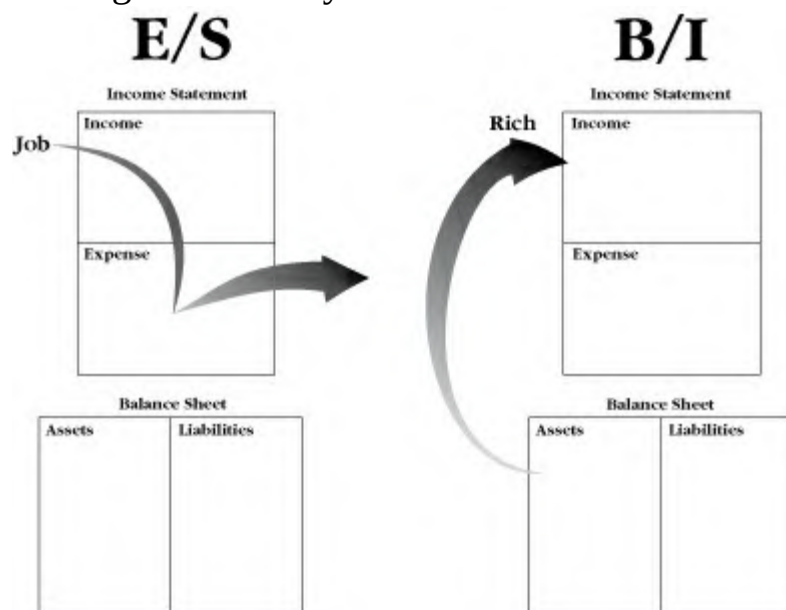 E/S
Income Statement
Income
Job
Expense
Balance Sheet
Assets
Liabilities
B/I
Income Statement
Rich
Income
Expense
Balance Sheet
Assets
Liabilities